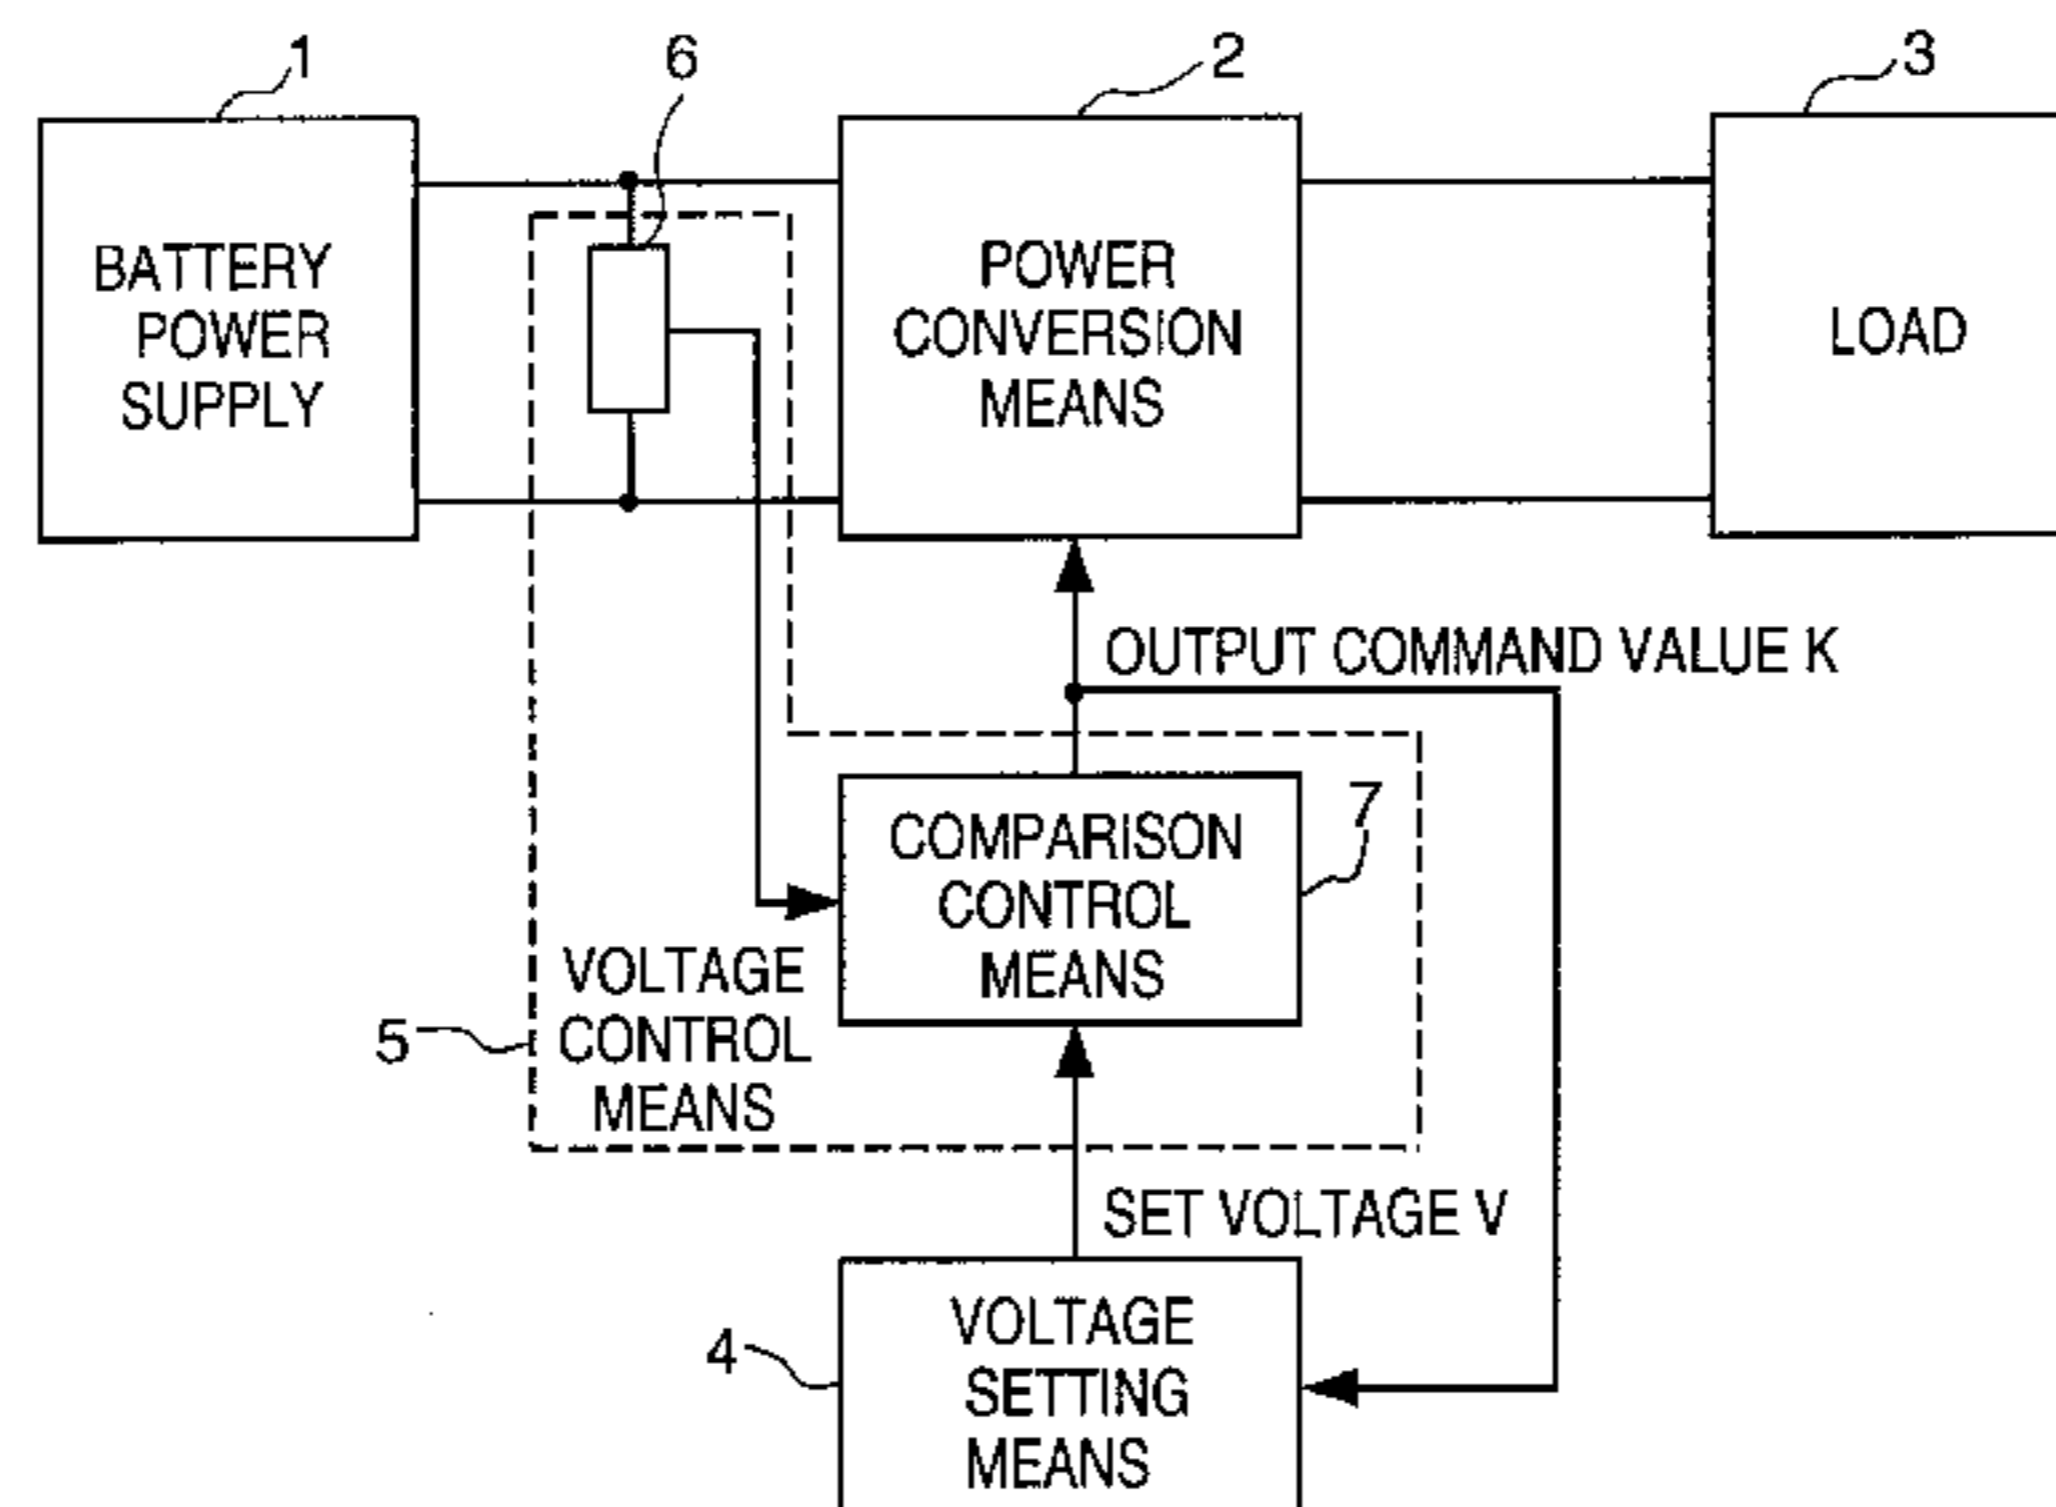 1
6
2
3
BATTERY
POWER
SUPPLY
POWER
CONVERSION
MEANS
LOAD
OUTPUT COMMAND VALUE K
7
COMPARISON
CONTROL
MEANS
5
VOLTAGE
CONTROL
MEANS
SET VOLTAGE V
4
VOLTAGE
SETTING
MEANS